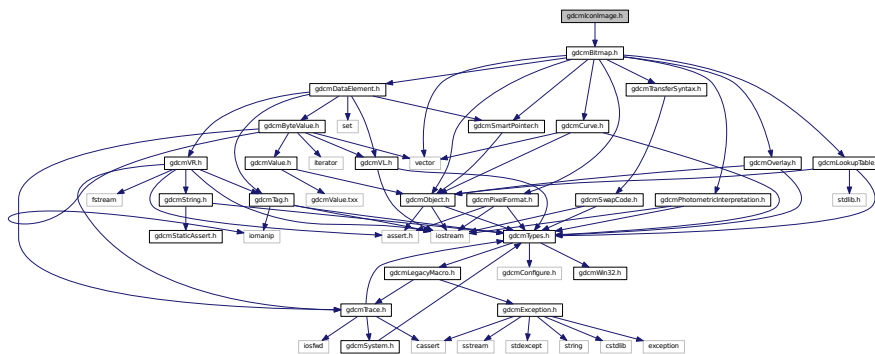 gdcmIconImage.h
gdcmBitmap.h
gdcmDataElement.h
gdcmTransferSyntax.h
gdcmByteValue.h
set
gdcmSmartPointer.h
gdcmCurve.h
gdcmVR.h
gdcmValue.h
iterator
gdcmVL.h
vector
gdcmOverlay.h
gdcmLookupTable.
fstream
gdcmString.h
gdcmTag.h
gdcmValue.txx
gdcmObject.h
gdcmPixelFormat.h
gdcmSwapCode.h
gdcmPhotometricInterpretation.h
stdlib.h
gdcmStaticAssert.h
iomanip
assert.h
iostream
gdcmTypes.h
gdcmLegacyMacro.h
gdcmConfigure.h
gdcmWin32.h
gdcmTrace.h
gdcmException.h
iosfwd
gdcmSystem.h
cassert
sstream
stdexcept
string
cstdlib
exception